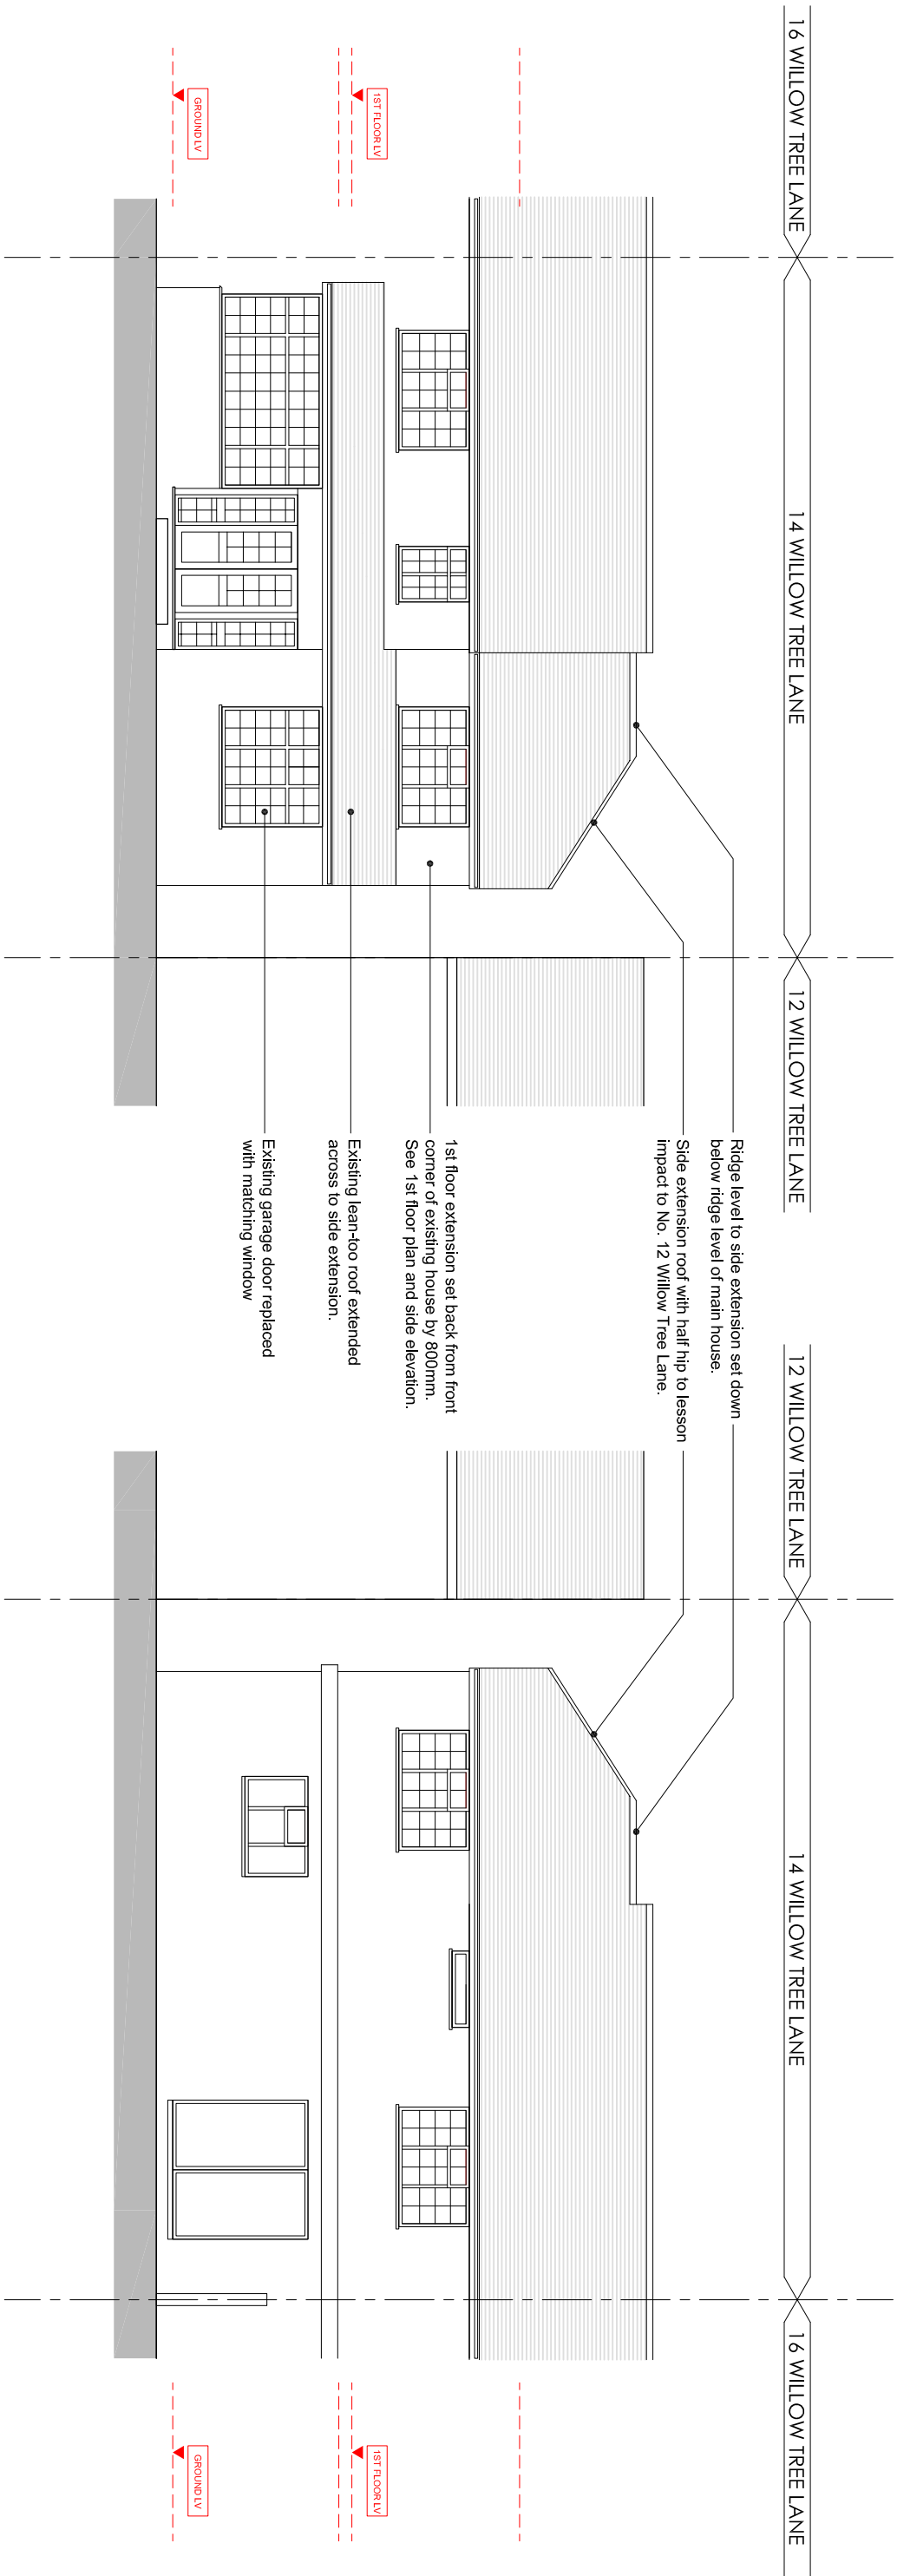 16 WILLOW TREE LANE
14 WILLOW TREE LANE
12 WILLOW TREE LANE
12 WILLOW TREE LANE
14 WILLOW TREE LANE
16 WILLOW TREE LANE
Ridge level to side extension set down
below ridge level of main house.
Side extension roof with half hip to lesson
impact to No. 12 Willow Tree Lane.
1st floor extension set back from front
corner of existing house by 800mm.
See 1st floor plan and side elevation.
Existing lean-too roof extended
across to side extension.
Existing garage door replaced
with matching window
1ST FLOOR LV
GROUND LV
1ST FLOOR LV
GROUND LV